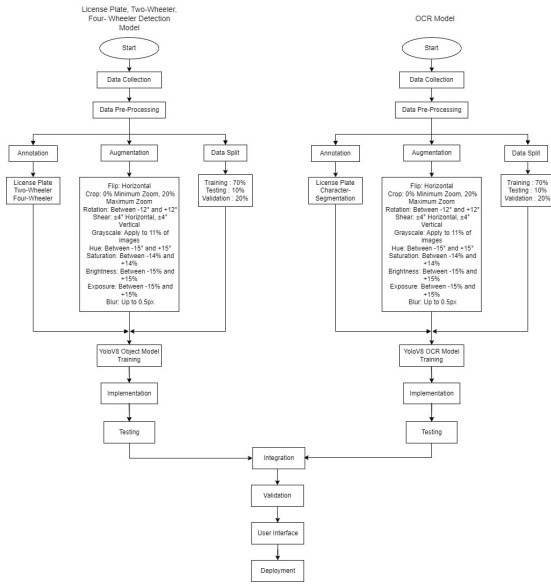 License Plate, Two-Wheeler,
Four- Wheeler Detection
Model
Start
Data Collection
Data Pre-Processing
Annotation
Augmentation
Data Split
License Plate
Two-Wheeler
Four-Wheeler
Flip: Horizontal
Crop: 0% Minimum Zoom, 20%
Maximum Zoom
Rotation: Between -12° and +12°
Shear: ±4° Horizontal, ±4°
Vertical
Grayscale: Apply to 11% of
images
Hue: Between -15° and +15°
Saturation: Between -14% and
+14%
Brightness: Between -15% and
+15%
Exposure: Between -15% and
+15%
Blur: Up to 0.5px
Training : 70%
Testing : 10%
Validation : 20%
YoloV8 Object Model
Training
Implementation
Testing
OCR Model
Start
Data Collection
Data Pre-Processing
Annotation
Augmentation
Data Split
License Plate
Character-
Segmentation
Flip: Horizontal
Crop: 0% Minimum Zoom, 20%
Maximum Zoom
Rotation: Between -12° and +12°
Shear: ±4° Horizontal, ±4°
Vertical
Grayscale: Apply to 11% of
images
Hue: Between -15° and +15°
Saturation: Between -14% and
+14%
Brightness: Between -15% and
+15%
Exposure: Between -15% and
+15%
Blur: Up to 0.5px
Training : 70%
Testing : 10%
Validation : 20%
YoloV8 OCR Model
Training
Implementation
Testing
Integration
Validation
User Interface
Deployment